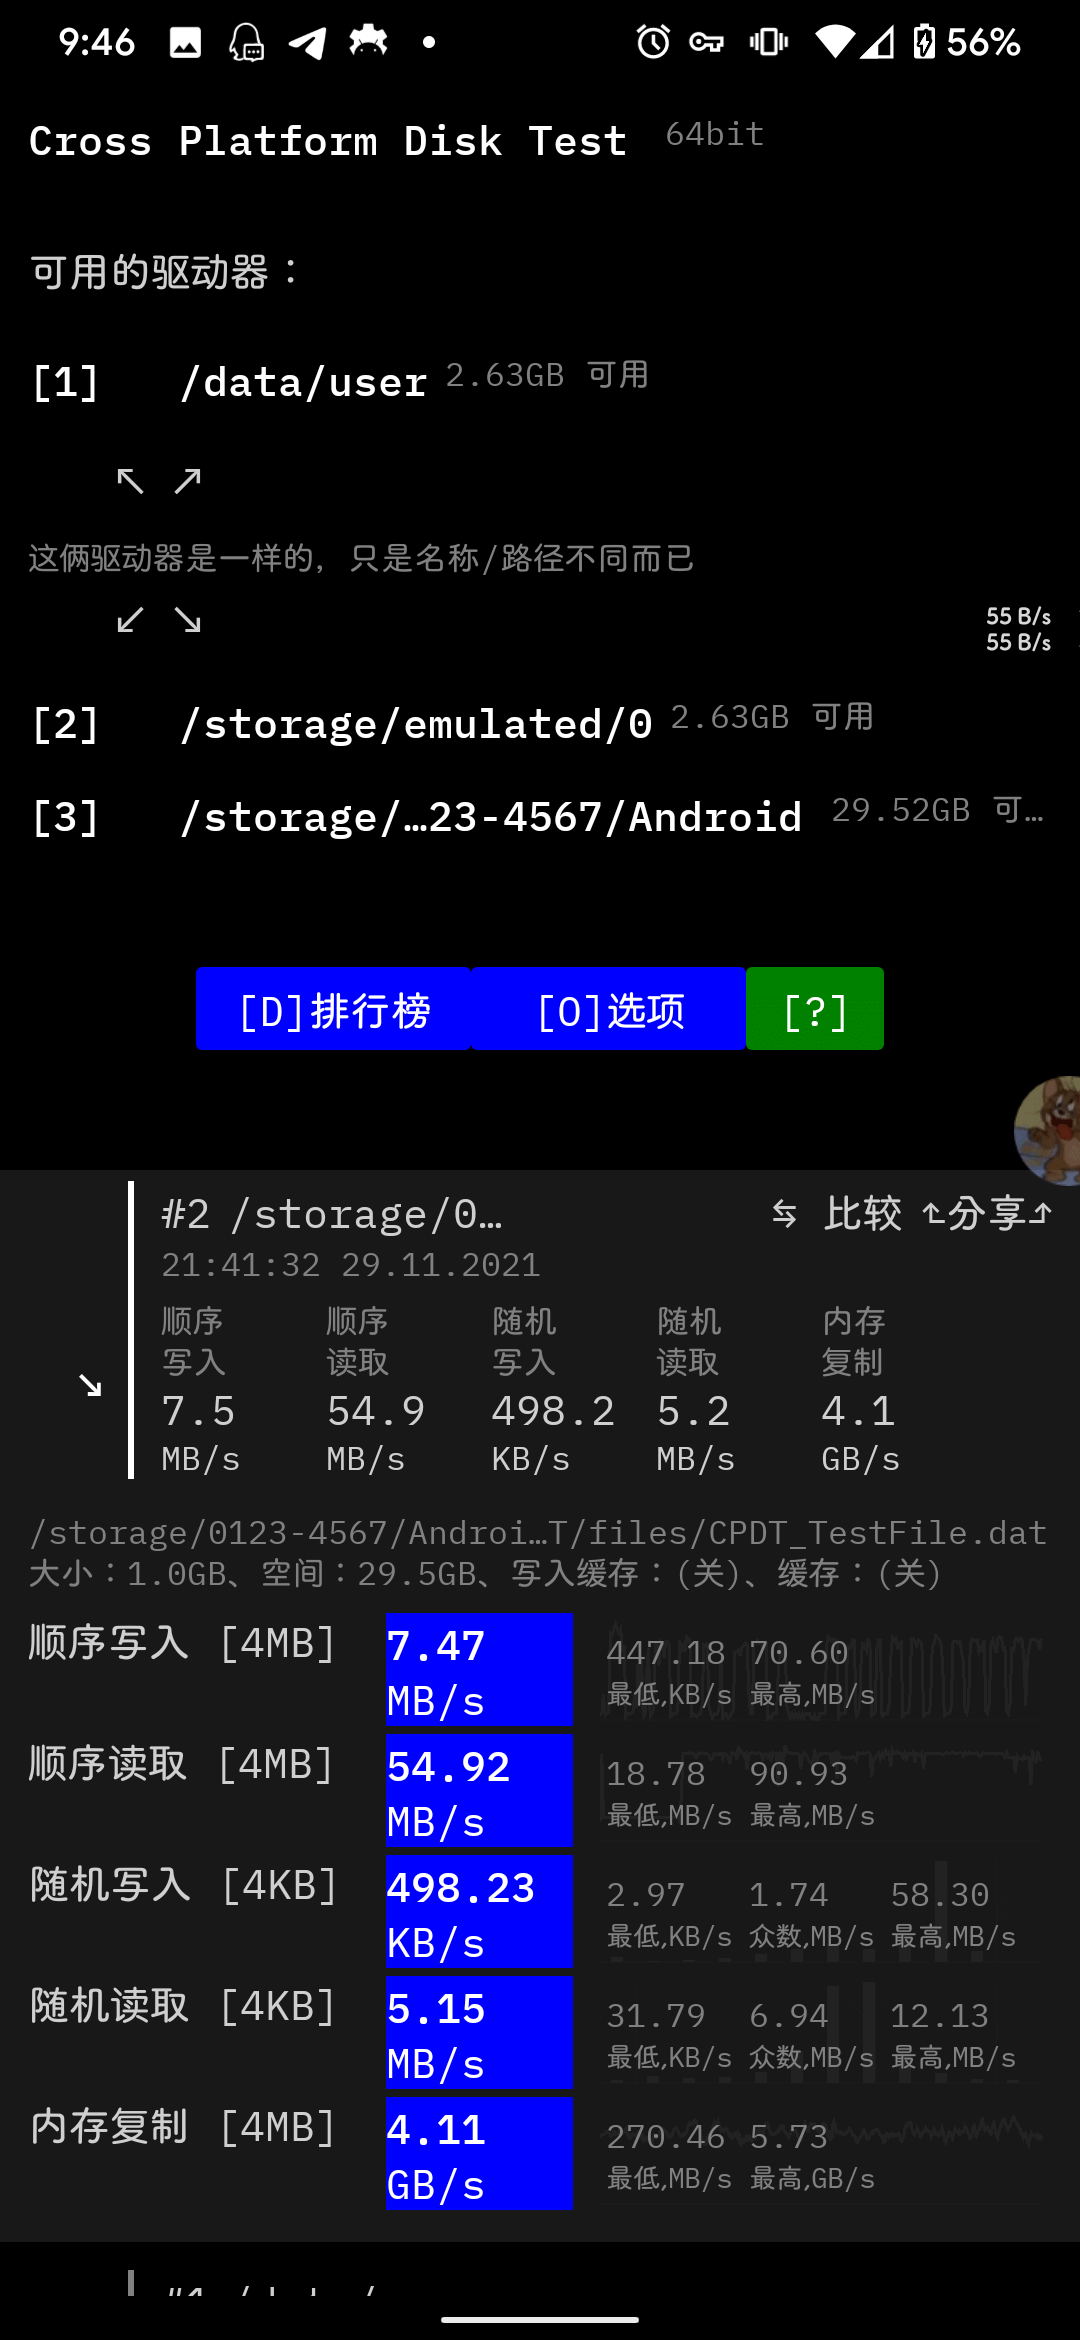 9:46 56%
Cross Platform Disk Test 64bit
可用的驱动器：
[1] /data/user 2.63GB 可用
↖ ↗
这俩驱动器是一样的，只是名称/路径不同而已
↙ ↘
55 B/s
55 B/s
[2] /storage/emulated/0 2.63GB 可用
[3] /storage/…23-4567/Android 29.52GB 可…
[D]排行榜 [O]选项 [?]
#2 /storage/0… ⇆ 比较 ⮤分享⮥
21:41:32 29.11.2021
顺序 顺序 随机 随机 内存
写入 读取 写入 读取 复制
↘ 7.5 54.9 498.2 5.2 4.1
MB/s MB/s KB/s MB/s GB/s
/storage/0123-4567/Androi…T/files/CPDT_TestFile.dat
大小：1.0GB、空间：29.5GB、写入缓存：(关)、缓存：(关)
顺序写入 [4MB] 7.47 447.18 70.60
MB/s 最低,KB/s 最高,MB/s
顺序读取 [4MB] 54.92 18.78 90.93
MB/s 最低,MB/s 最高,MB/s
随机写入 [4KB] 498.23 2.97 1.74 58.30
KB/s 最低,KB/s 众数,MB/s 最高,MB/s
随机读取 [4KB] 5.15 31.79 6.94 12.13
MB/s 最低,KB/s 众数,MB/s 最高,MB/s
内存复制 [4MB] 4.11 270.46 5.73
GB/s 最低,MB/s 最高,GB/s